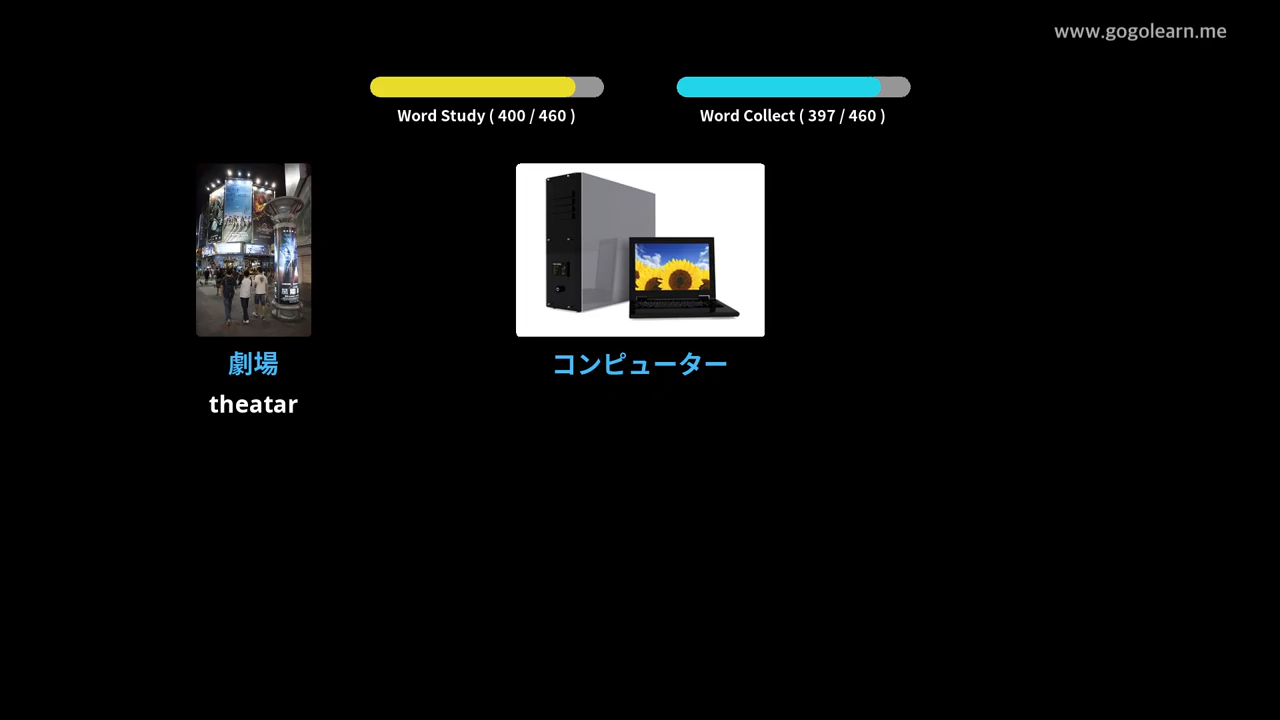 www.gogolearn.me
Word Study ( 400 / 460 )
Word Collect ( 397 / 460 )
劇場
コンピューター
theatar